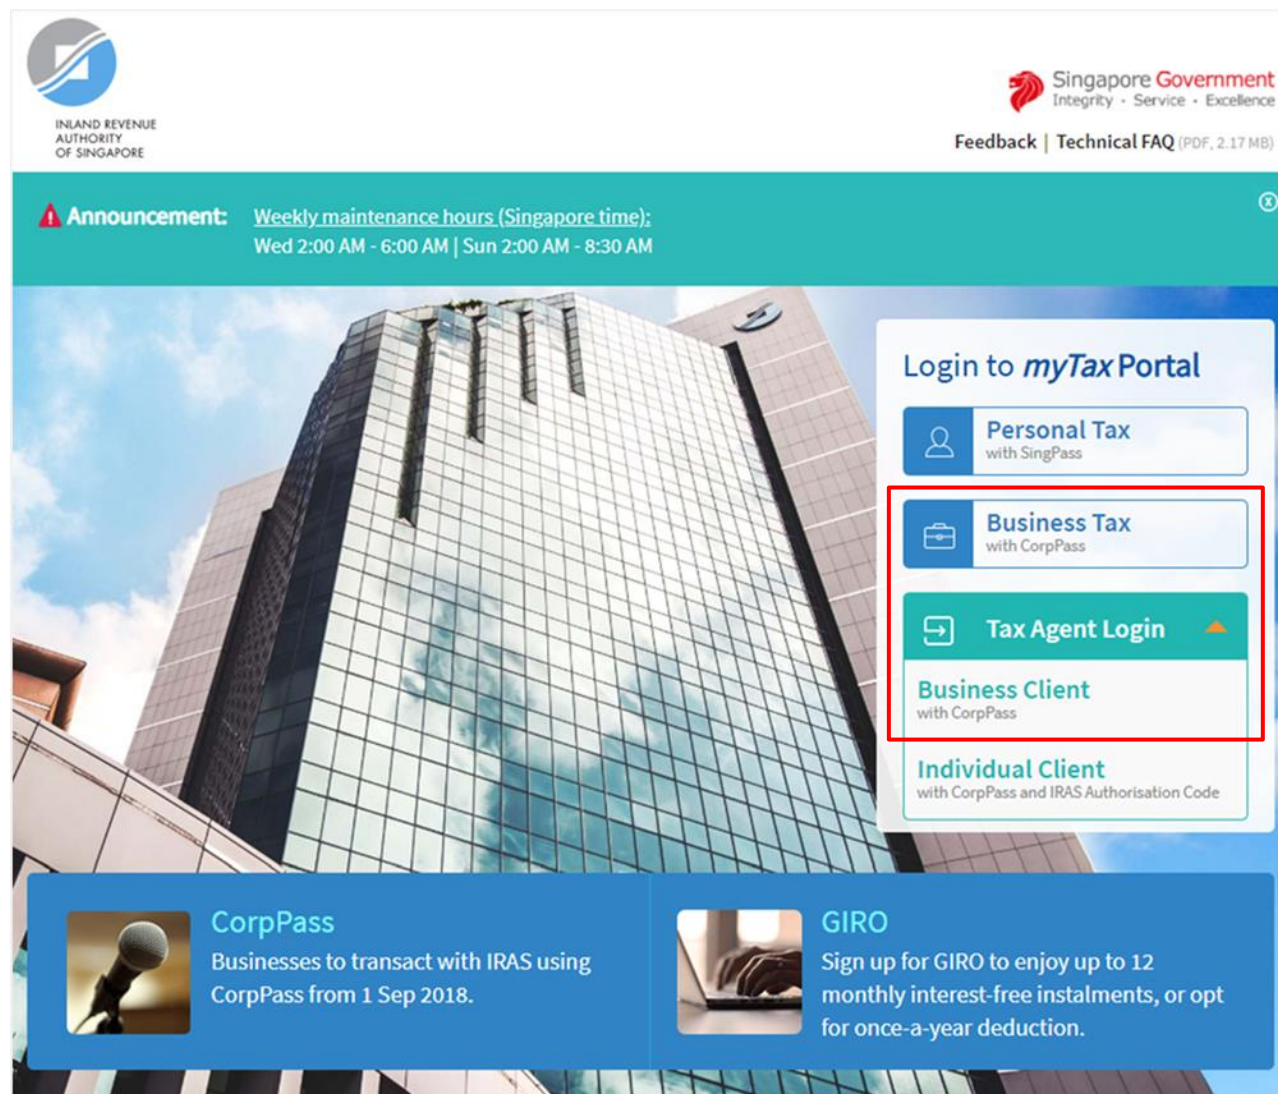 INLAND REVENUE
AUTHORITY
OF SINGAPORE
Singapore Government
Integrity · Service · Excellence
Feedback | Technical FAQ (PDF, 2.17 MB)
Announcement: Weekly maintenance hours (Singapore time):
Wed 2:00 AM - 6:00 AM | Sun 2:00 AM - 8:30 AM
Login to myTax Portal
Personal Tax
with SingPass
Business Tax
with CorpPass
Tax Agent Login
Business Client
with CorpPass
Individual Client
with CorpPass and IRAS Authorisation Code
CorpPass
Businesses to transact with IRAS using
CorpPass from 1 Sep 2018.
GIRO
Sign up for GIRO to enjoy up to 12
monthly interest-free instalments, or opt
for once-a-year deduction.